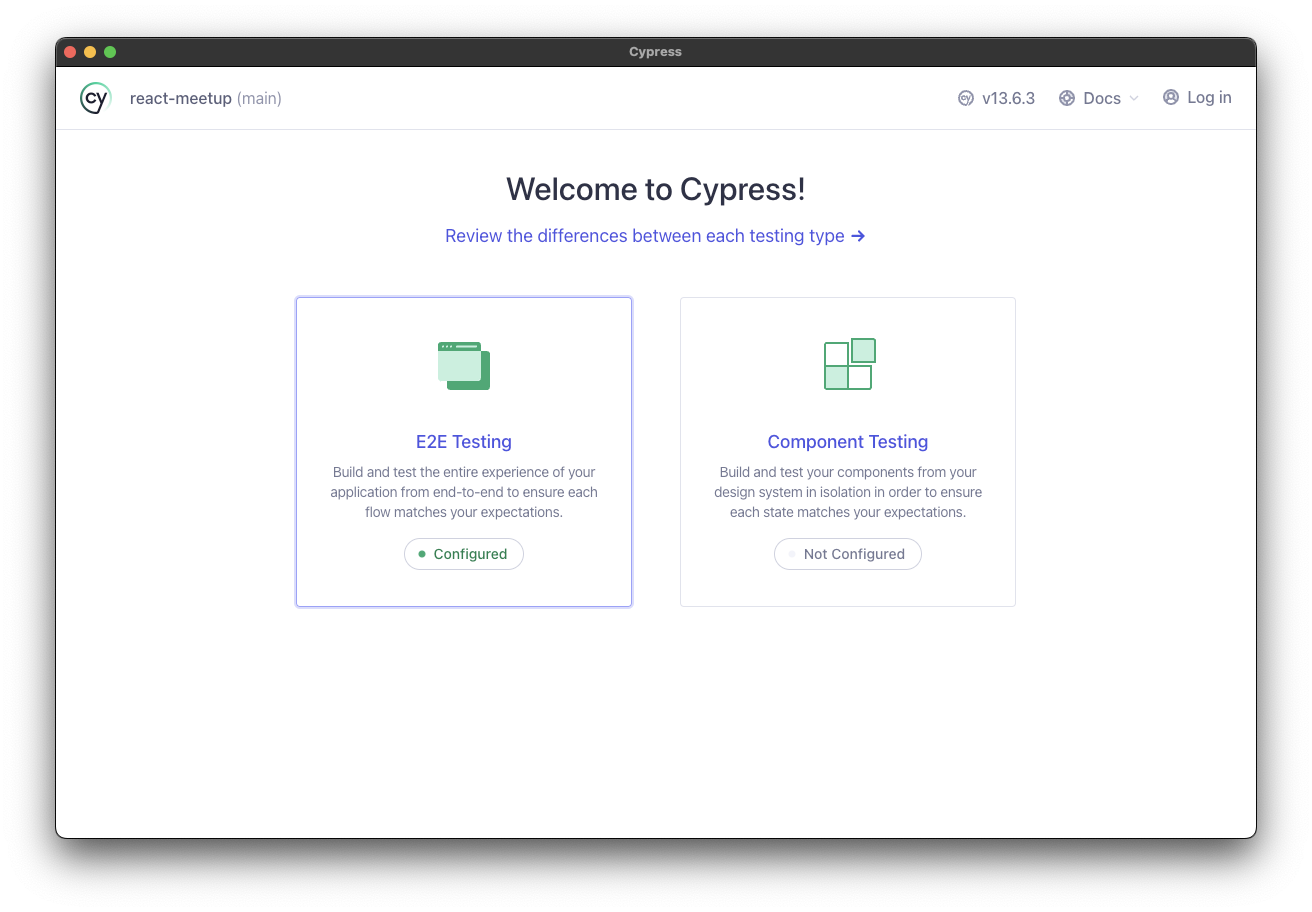 Cypress
cy react-meetup (main) cy v13.6.3 Docs Log in
Welcome to Cypress!
Review the differences between each testing type →
E2E Testing
Build and test the entire experience of your
application from end-to-end to ensure each
flow matches your expectations.
Configured
Component Testing
Build and test your components from your
design system in isolation in order to ensure
each state matches your expectations.
Not Configured